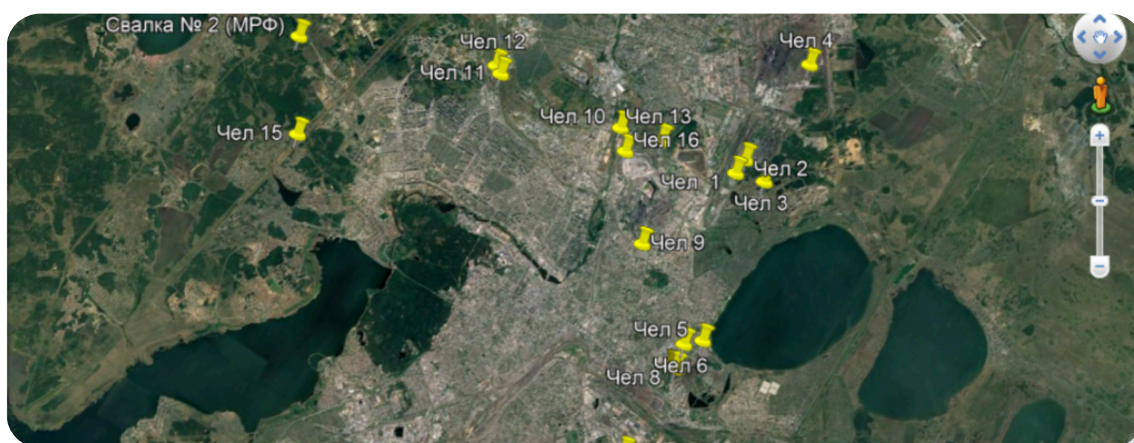 Свалка № 2 (МРФ)
Чел 12
Чел 4
Чел 11
Чел 10
Чел 13
Чел 15
Чел 16
Чел 1
Чел 2
Чел 3
Чел 9
Чел 5
Чел 6
Чел 8